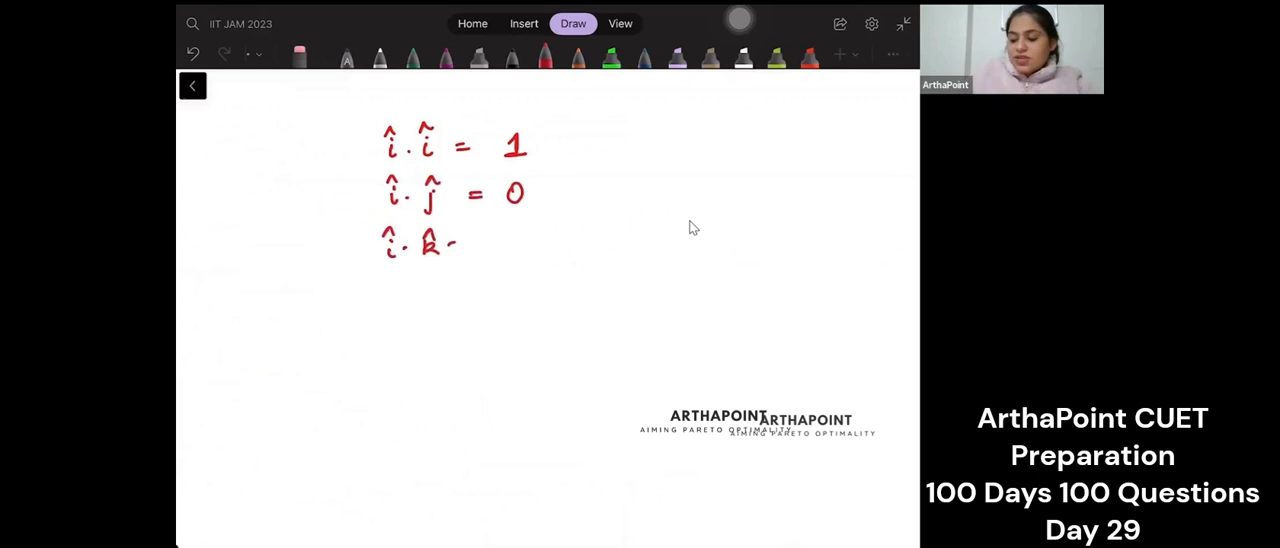 IIT JAM 2023
Home Insert Draw View
A
ArthaPoint
î . î = 1
î . ĵ = 0
î . k̂ -
ARTHAPOINT
AIMING PARETO OPTIMALITY
ARTHAPOINT
AIMING PARETO OPTIMALITY
ArthaPoint CUET
Preparation
100 Days 100 Questions
Day 29